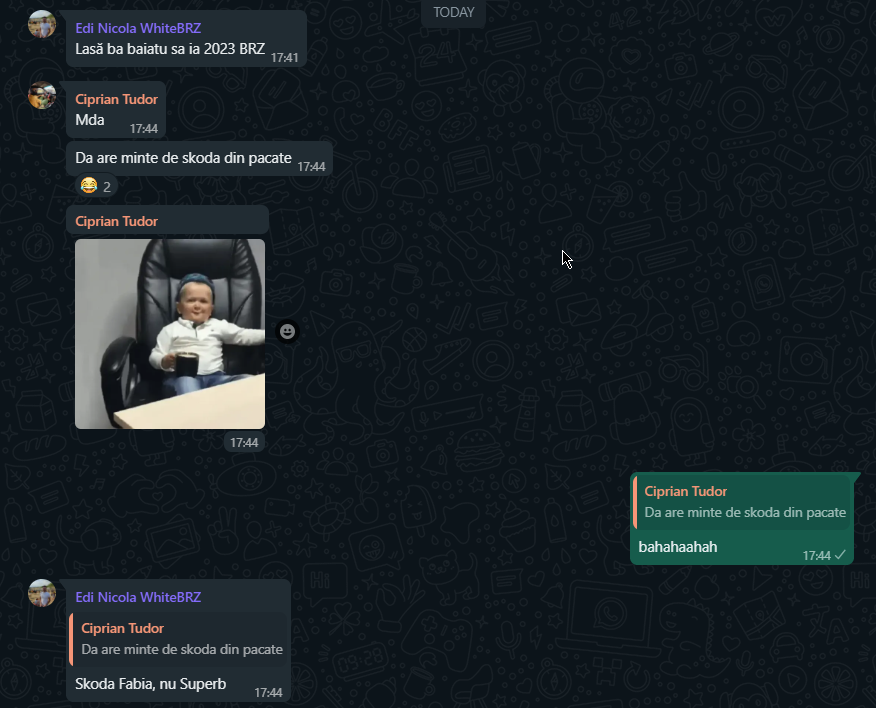 TODAY
Edi Nicola WhiteBRZ
Lasă ba baiatu sa ia 2023 BRZ 17:41
Ciprian Tudor
Mda 17:44
Da are minte de skoda din pacate 17:44
😂 2
Ciprian Tudor
17:44
Ciprian Tudor
Da are minte de skoda din pacate
bahahaahah 17:44
Edi Nicola WhiteBRZ
Ciprian Tudor
Da are minte de skoda din pacate
Skoda Fabia, nu Superb 17:44